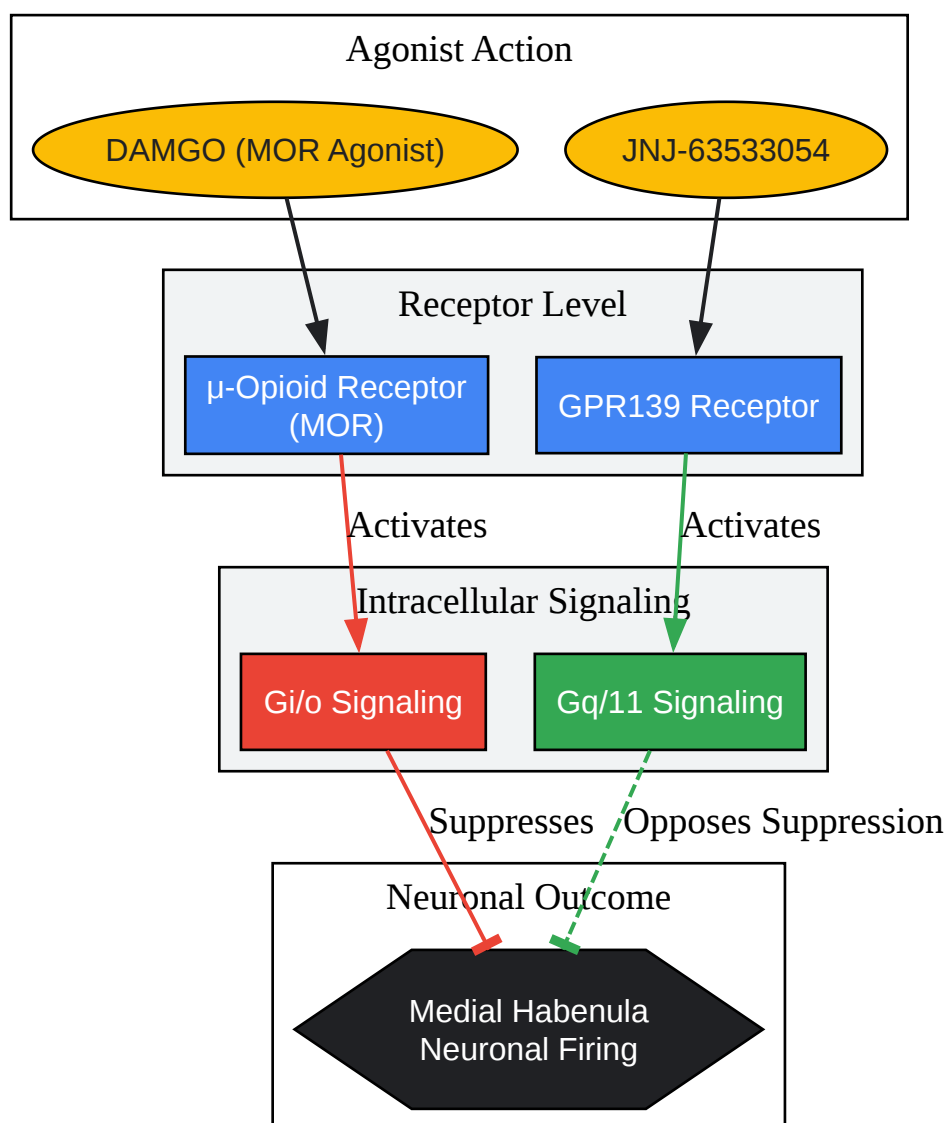 Agonist Action
DAMGO (MOR Agonist)
JNJ-63533054
Receptor Level
μ-Opioid Receptor
(MOR)
GPR139 Receptor
Activates
Activates
Intracellular Signaling
Gi/o Signaling
Gq/11 Signaling
Suppresses
Opposes Suppression
Neuronal Outcome
Medial Habenula
Neuronal Firing